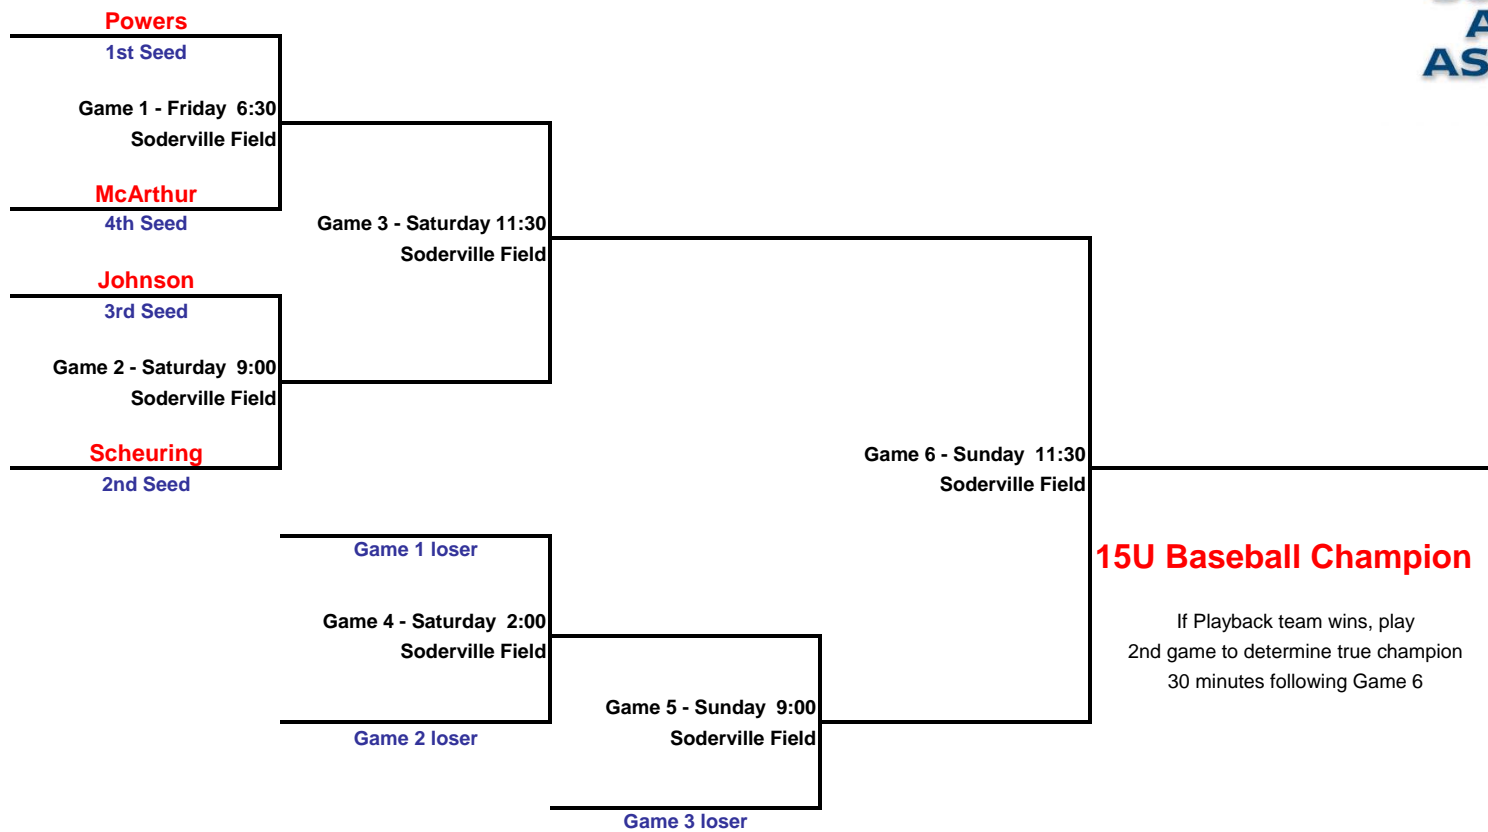 Powers
1st Seed
Game 1 - Friday  6:30
Soderville Field
McArthur
4th Seed
Game 3 - Saturday 11:30
Soderville Field
Johnson
3rd Seed
Game 2 - Saturday  9:00
Soderville Field
Scheuring
2nd Seed
Game 6 - Sunday  11:30
Soderville Field
Game 1 loser
15U Baseball Champion
Game 4 - Saturday  2:00
Soderville Field
If Playback team wins, play
2nd game to determine true champion
30 minutes following Game 6
Game 5 - Sunday  9:00
Soderville Field
Game 2 loser
Game 3 loser